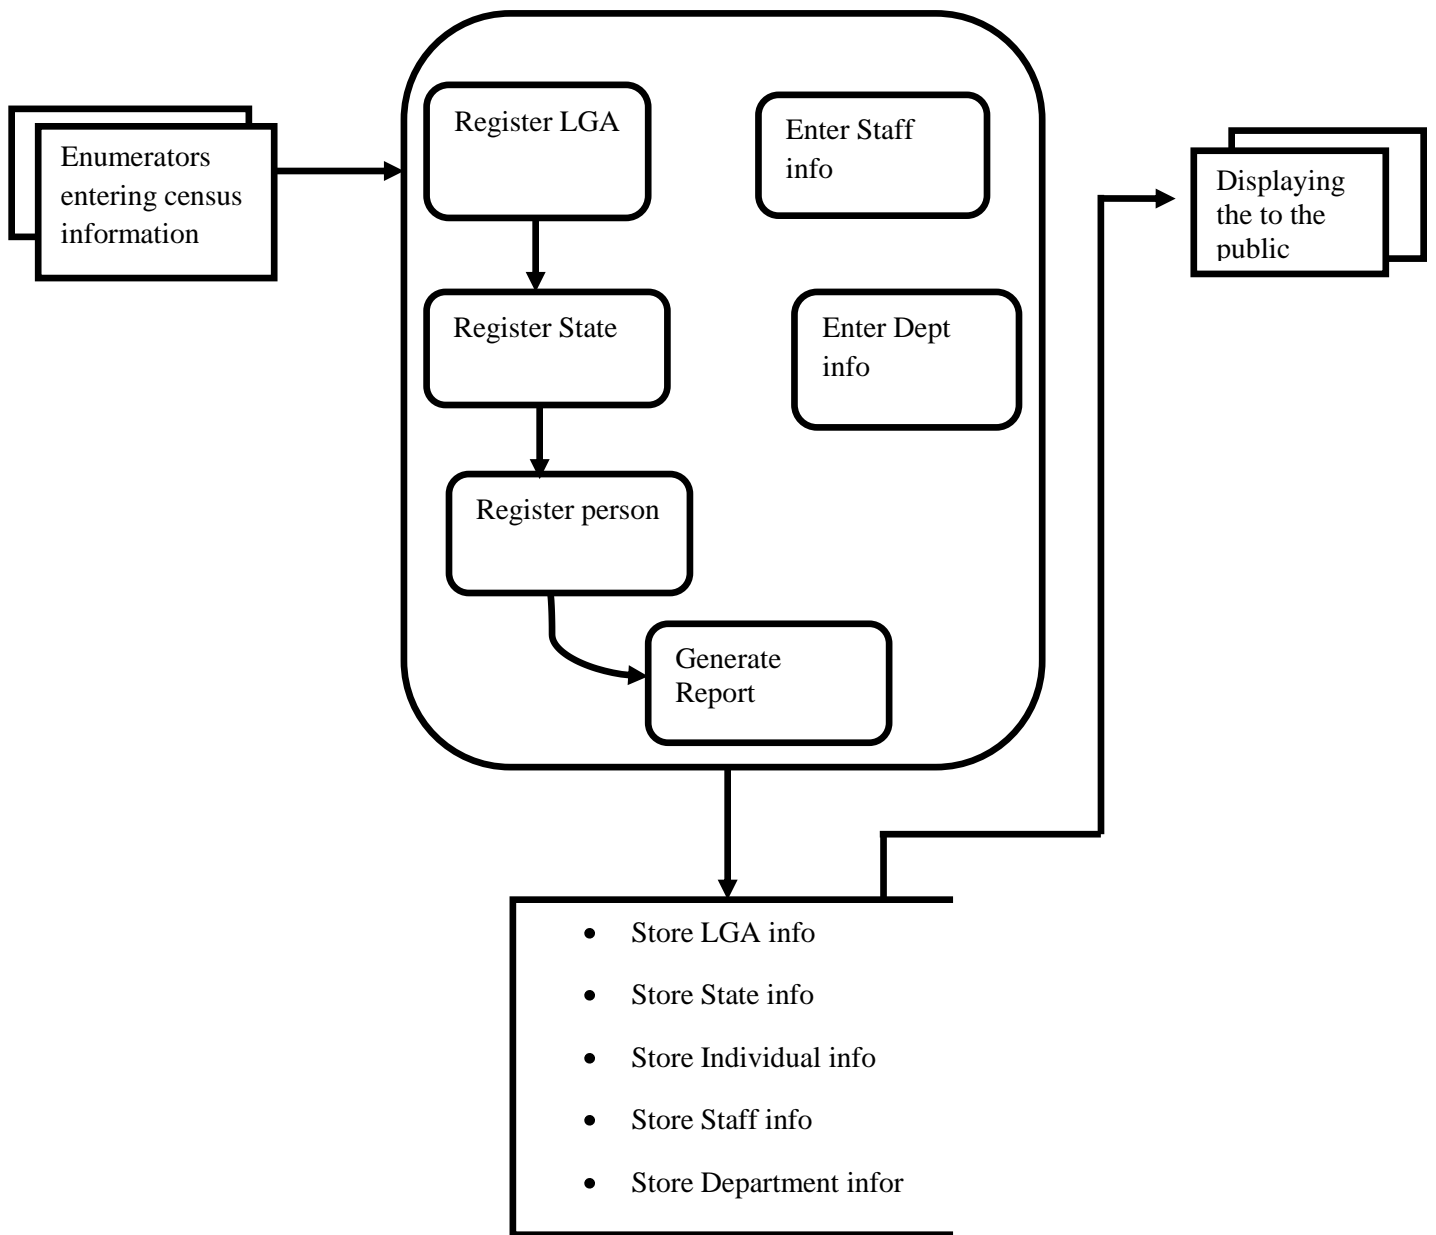 Enumerators
entering census
information
Register LGA
Enter Staff
info
Displaying
the to the
public
Register State
Enter Dept
info
Register person
Generate
Report
• Store LGA info
• Store State info
• Store Individual info
• Store Staff info
• Store Department infor